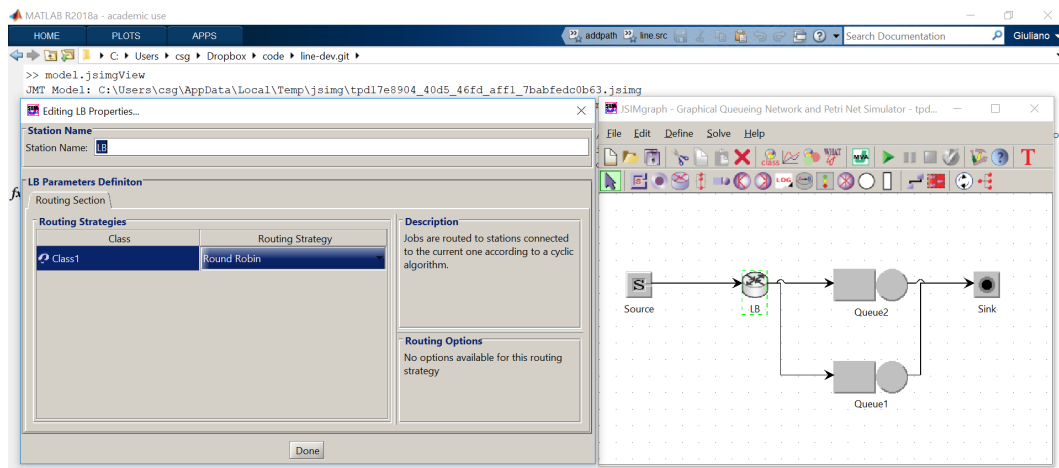 MATLAB R2018a - academic use
HOME PLOTS APPS
addpath line.src
Search Documentation
Giuliano
C: Users csg Dropbox code line-dev.git
>> model.jsimgView
JMT Model: C:\Users\csg\AppData\Local\Temp\jsimg\tpd17e8904_40d5_46fd_aff1_7babfedc0b63.jsimg
fx
Editing LB Properties...
Station Name
Station Name: LB
LB Parameters Definiton
Routing Section
Routing Strategies
Class Routing Strategy
Class1 Round Robin
Description
Jobs are routed to stations connected
to the current one according to a cyclic
algorithm.
Routing Options
No options available for this routing
strategy
Done
JSIMgraph - Graphical Queueing Network and Petri Net Simulator - tpd...
File Edit Define Solve Help
class
WHAT
MVA
T
S
LOG
S
Source
LB
Queue2
Sink
Queue1